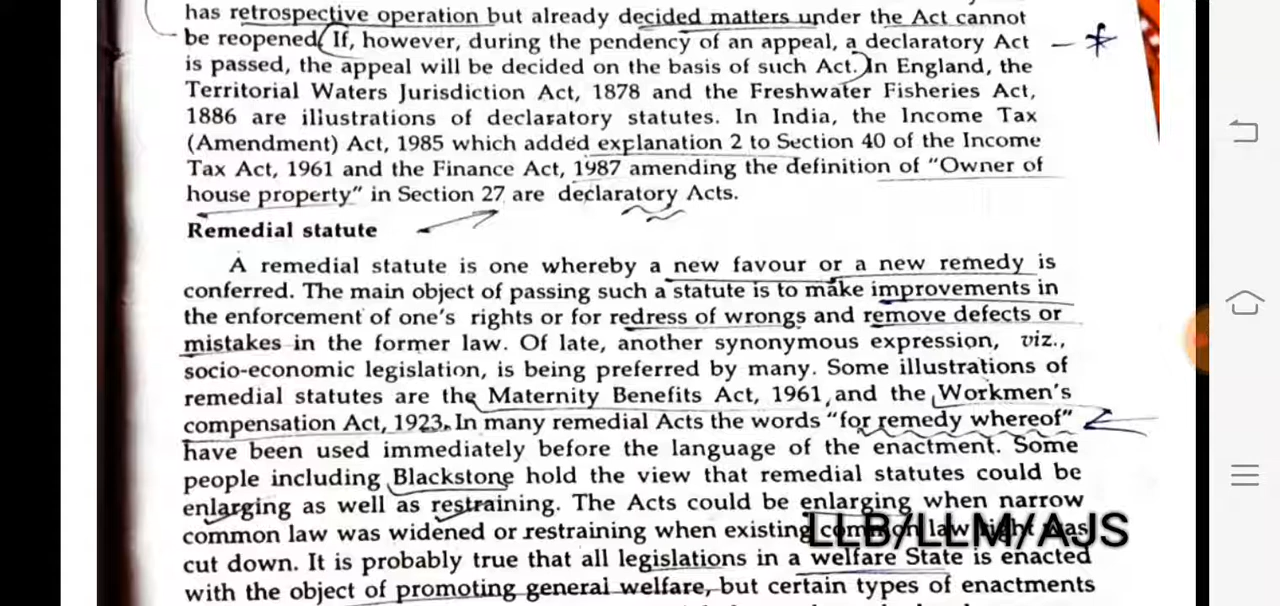 has retrospective operation but already decided matters under the Act cannot
be reopened. If, however, during the pendency of an appeal, a declaratory Act
is passed, the appeal will be decided on the basis of such Act. In England, the
Territorial Waters Jurisdiction Act, 1878 and the Freshwater Fisheries Act,
1886 are illustrations of declaratory statutes. In India, the Income Tax
(Amendment) Act, 1985 which added explanation 2 to Section 40 of the Income
Tax Act, 1961 and the Finance Act, 1987 amending the definition of "Owner of
house property" in Section 27 are declaratory Acts.
Remedial statute
A remedial statute is one whereby a new favour or a new remedy is
conferred. The main object of passing such a statute is to make improvements in
the enforcement of one's rights or for redress of wrongs and remove defects or
mistakes in the former law. Of late, another synonymous expression, viz.,
socio-economic legislation, is being preferred by many. Some illustrations of
remedial statutes are the Maternity Benefits Act, 1961 and the Workmen's
compensation Act, 1923. In many remedial Acts the words "for remedy whereof"
have been used immediately before the language of the enactment. Some
people including Blackstone hold the view that remedial statutes could be
enlarging as well as restraining. The Acts could be enlarging when narrow
common law was widened or restraining when existing common law right was
LLB/LLM/AJS
cut down. It is probably true that all legislations in a welfare State is enacted
with the object of promoting general welfare, but certain types of enactments